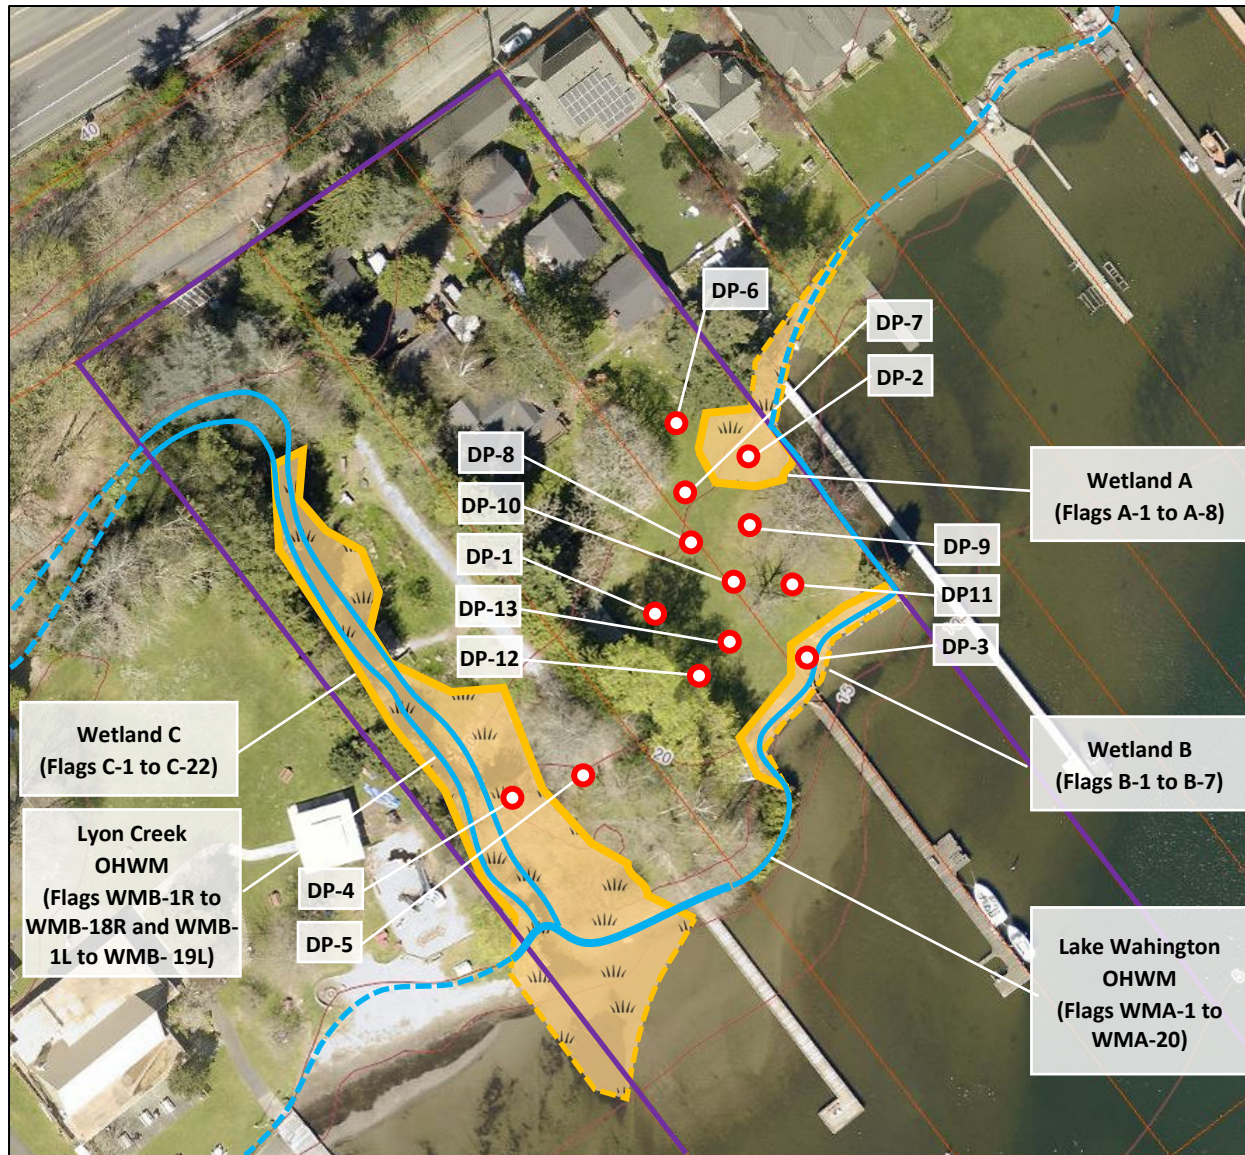 40
DP-6
DP-7
DP-2
DP-8
DP-10
DP-1
DP-13
DP-12
Wetland A
(Flags A-1 to A-8)
DP-9
DP11
DP-3
15
20
Wetland C
(Flags C-1 to C-22)
Wetland B
(Flags B-1 to B-7)
Lyon Creek
OHWM
(Flags WMB-1R to
WMB-18R and WMB-
1L to WMB- 19L)
DP-4
DP-5
Lake Wahington
OHWM
(Flags WMA-1 to
WMA-20)